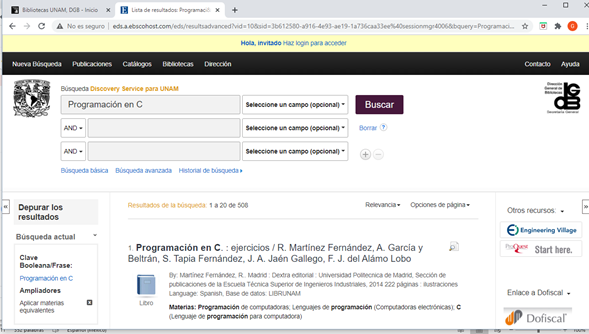 Bibliotecas UNAM, DGB - Inicio
Lista de resultados: Programació
No es seguro | eds.a.ebscohost.com/eds/resultsadvanced?vid=10&sid=3b612580-a916-4e93-ae19-1a736caa33ee%40sessionmgr4006&bquery=Programaci...
Hola, invitado Haz login para acceder
Nueva Búsqueda Publicaciones Catálogos Bibliotecas Dirección Contacto Ayuda
Búsqueda Discovery Service para UNAM
Programación en C Seleccione un campo (opcional) Buscar
AND Seleccione un campo (opcional) Borrar ?
AND Seleccione un campo (opcional)
Búsqueda básica Búsqueda avanzada Historial de búsqueda
Dirección
General de
Bibliotecas
DGB
Secretaría General
Depurar los
resultados
Búsqueda actual
Clave
Booleana/Frase:
Programación en C
Ampliadores
Aplicar materias
equivalentes
Resultados de la búsqueda: 1 a 20 de 508
Relevancia Opciones de página
1. Programación en C. : ejercicios / R. Martínez Fernández, A. García y
Beltrán, S. Tapia Fernández, J. A. Jaén Gallego, F. J. del Alámo Lobo
Libro
By: Martínez Fernández, R.. Madrid : Dextra editorial : Universidad Politecnica de Madrid, Sección de
publicaciones de la Escuela Técnica Superior de Ingenieros Industriales, 2014 222 páginas : ilustraciones
Language: Spanish, Base de datos: LIBRUNAM
Materias: Programación de computadoras; Lenguajes de programación (Computadoras electrónicas); C
(Lenguaje de programación para computadora)
Otros recursos:
Engineering Village
ProQuest Start here.
Enlace a Dofiscal
Dofiscal
332 palabras Español (México) 100%